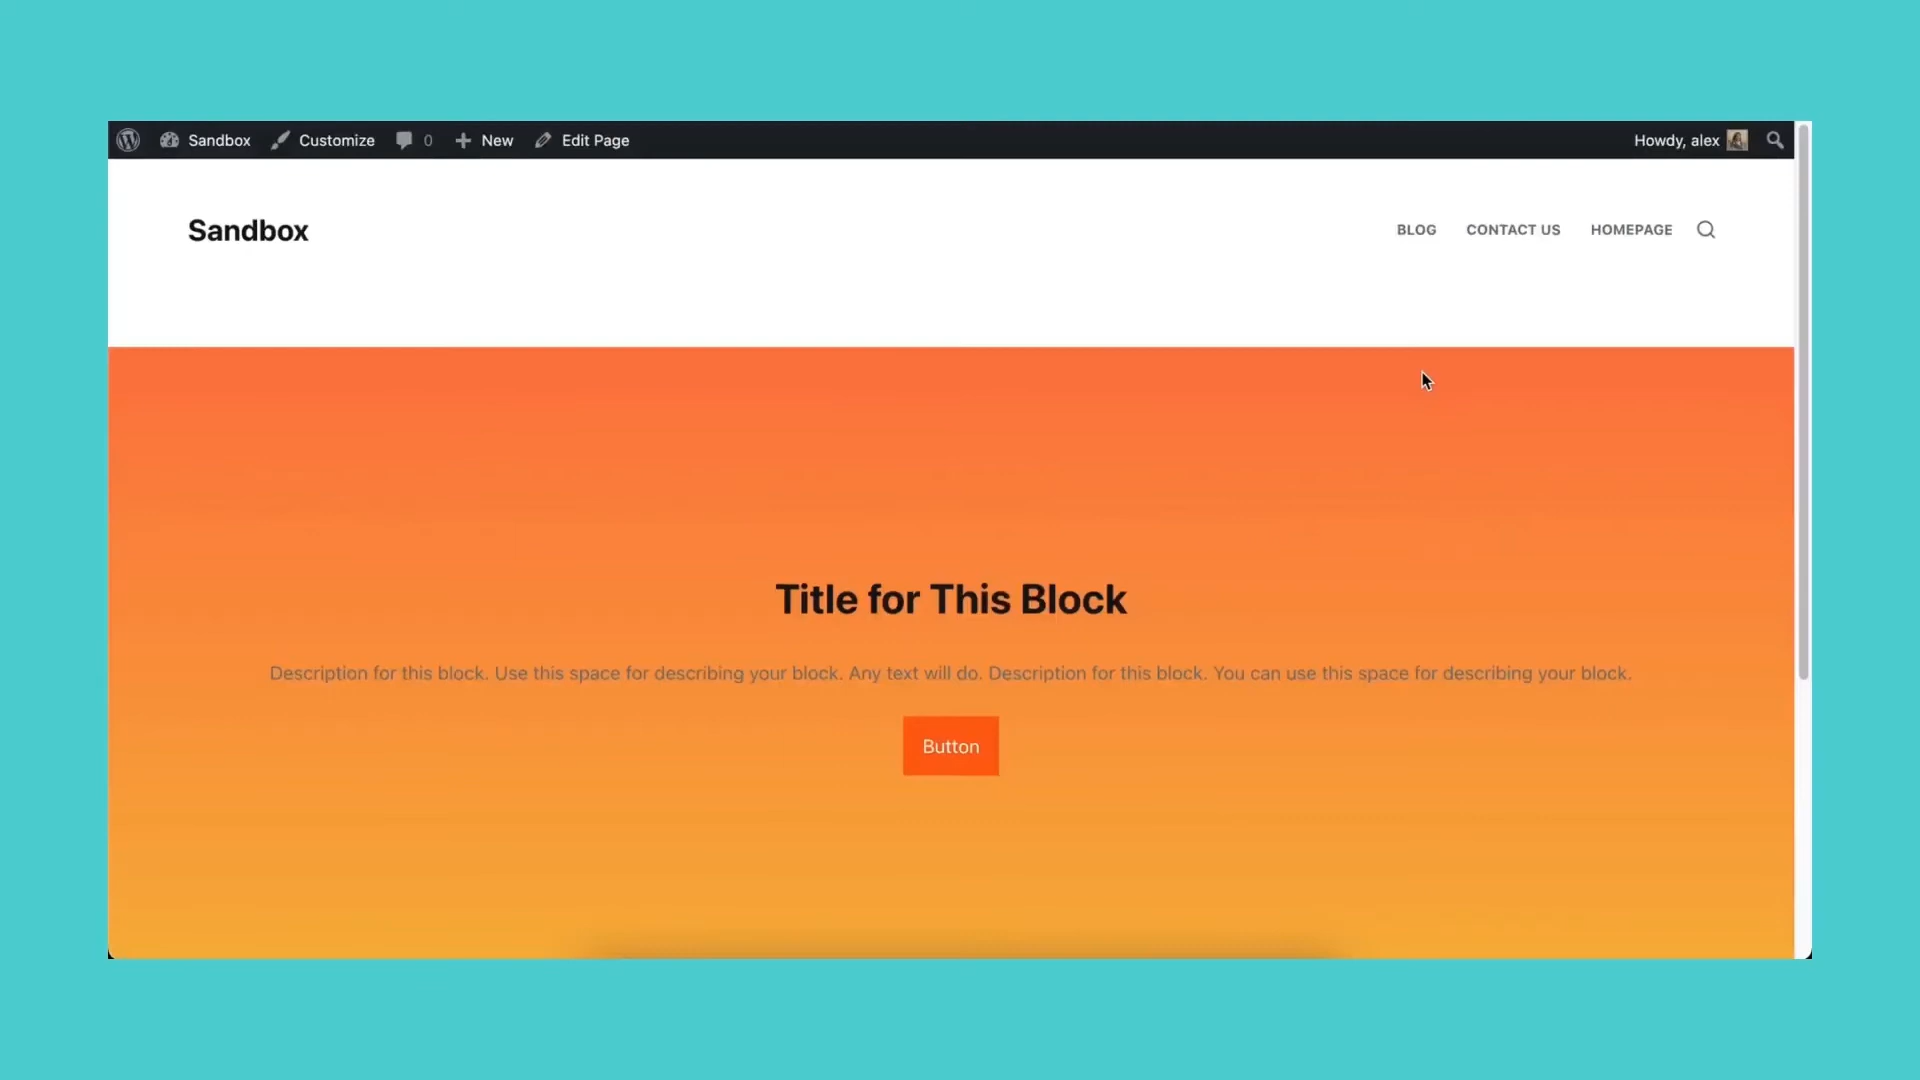 Sandbox Customize 0 New Edit Page Howdy, alex
Sandbox BLOG CONTACT US HOMEPAGE
Title for This Block
Description for this block. Use this space for describing your block. Any text will do. Description for this block. You can use this space for describing your block.
Button